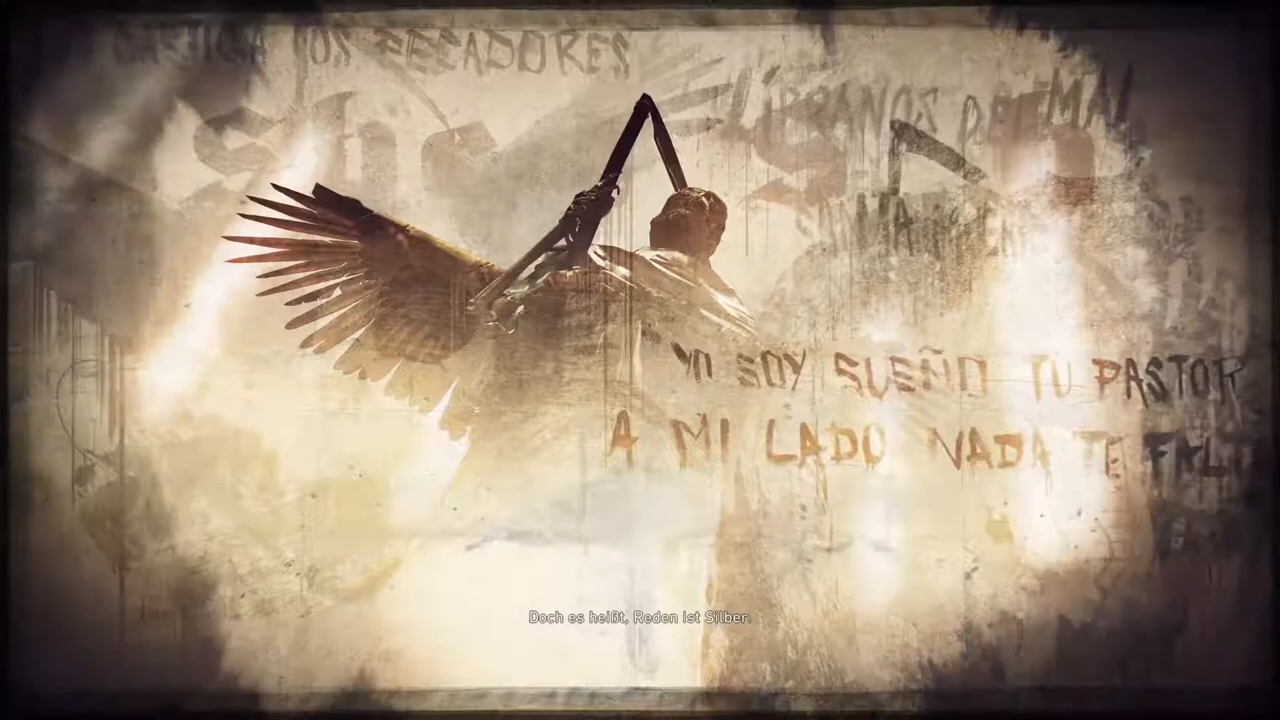 CASTIGA LOS PECADORES
LÍBRANOS DEL MAL
SANTA
YO SOY SUEÑO TU PASTOR
A MI LADO NADA TE
Doch es heißt, Reden ist Silber.